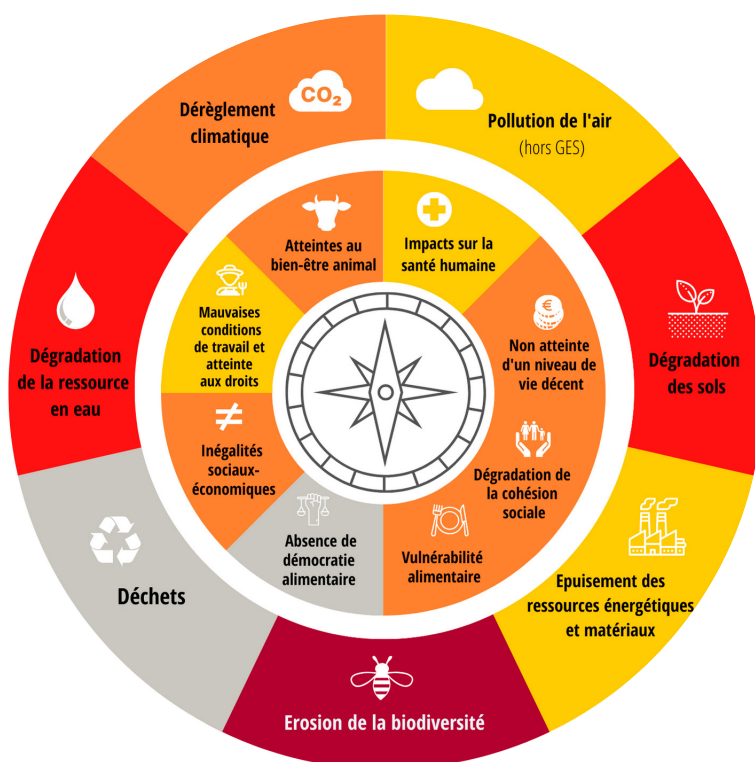 Dérèglement
climatique
CO₂
Pollution de l'air
(hors GES)
Dégradation
des sols
Epuisement des
ressources énergétiques
et matériaux
Erosion de la biodiversité
Déchets
Dégradation
de la ressource
en eau
Atteintes au
bien-être animal
Impacts sur la
santé humaine
€
Non atteinte
d'un niveau de
vie décent
Dégradation de
la cohésion
sociale
Vulnérabilité
alimentaire
Absence de
démocratie
alimentaire
≠
Inégalités
sociaux-
économiques
Mauvaises
conditions
de travail et
atteinte
aux droits